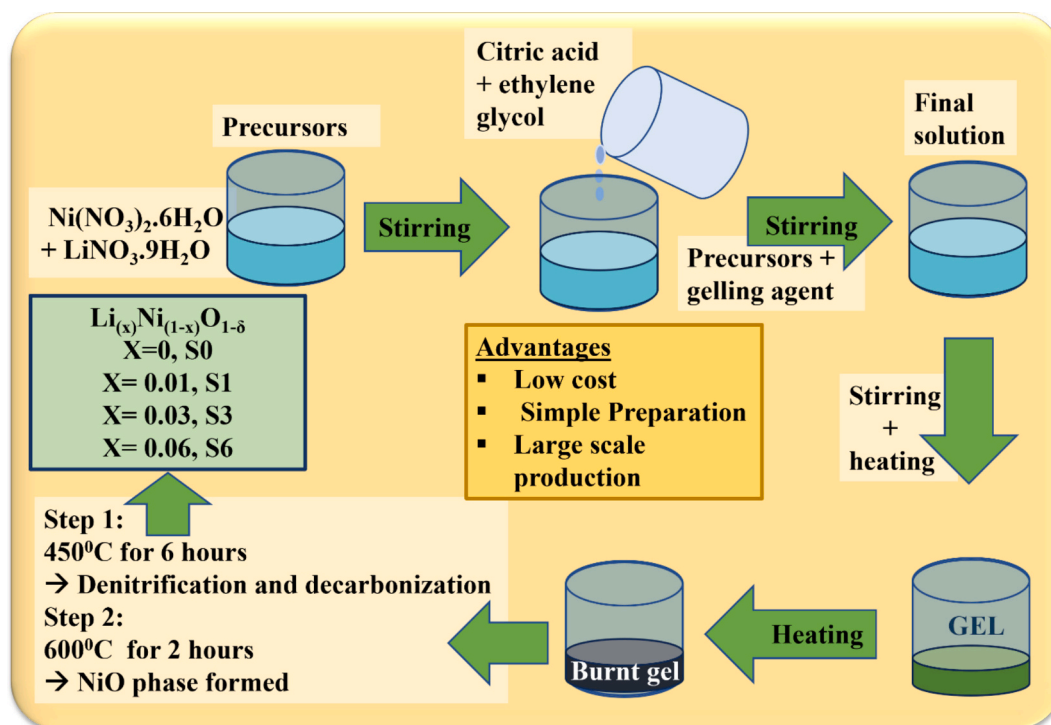 Precursors
Ni(NO₃)₂.6H₂O
+ LiNO₃.9H₂O
Stirring
Citric acid
+ ethylene
glycol
Stirring
Precursors +
gelling agent
Final
solution
Stirring
+
heating
GEL
Heating
Burnt gel
Step 1:
450⁰C for 6 hours
→ Denitrification and decarbonization
Step 2:
600⁰C for 2 hours
→ NiO phase formed
Li₍ₓ₎Ni₍₁₋ₓ₎O₁₋δ
X=0, S0
X= 0.01, S1
X= 0.03, S3
X= 0.06, S6
Advantages
▪ Low cost
▪ Simple Preparation
▪ Large scale
production